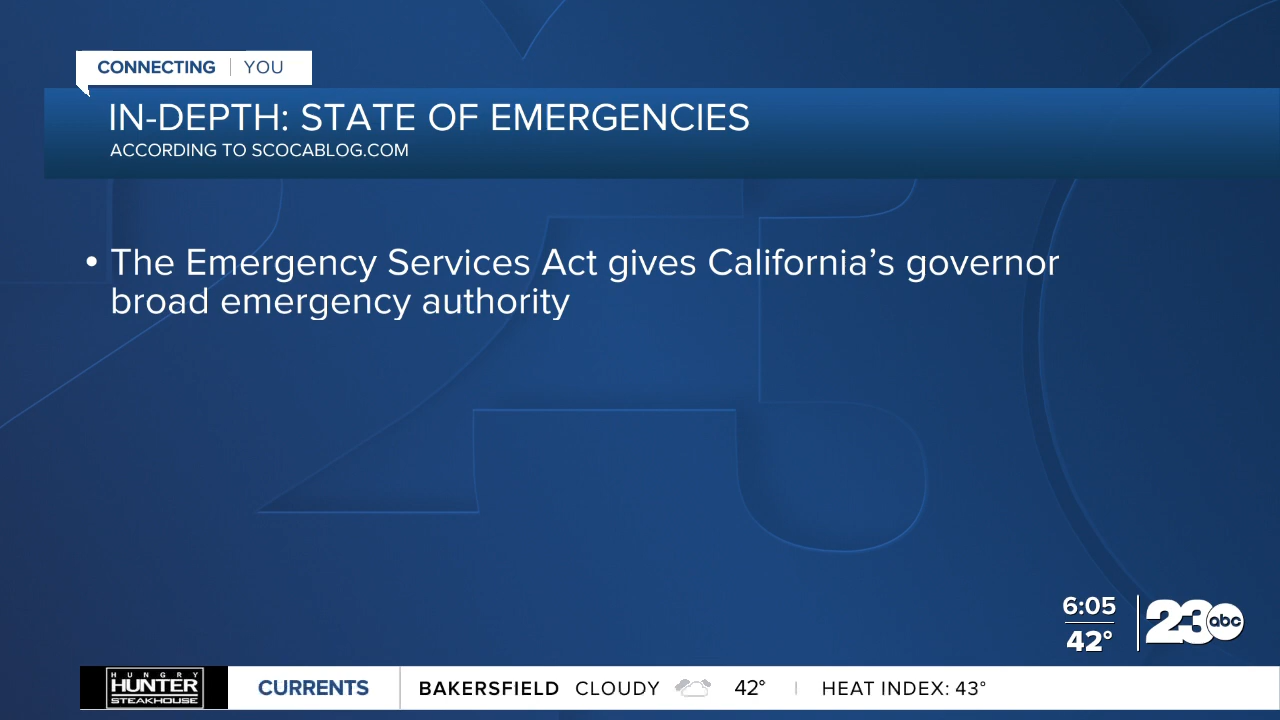 CONNECTING | YOU
IN-DEPTH: STATE OF EMERGENCIES
ACCORDING TO SCOCABLOG.COM
• The Emergency Services Act gives California’s governor
broad emergency authority
6:05
42°
23 abc
HUNGRY
HUNTER
STEAKHOUSE
CURRENTS
BAKERSFIELD CLOUDY 42° | HEAT INDEX: 43°